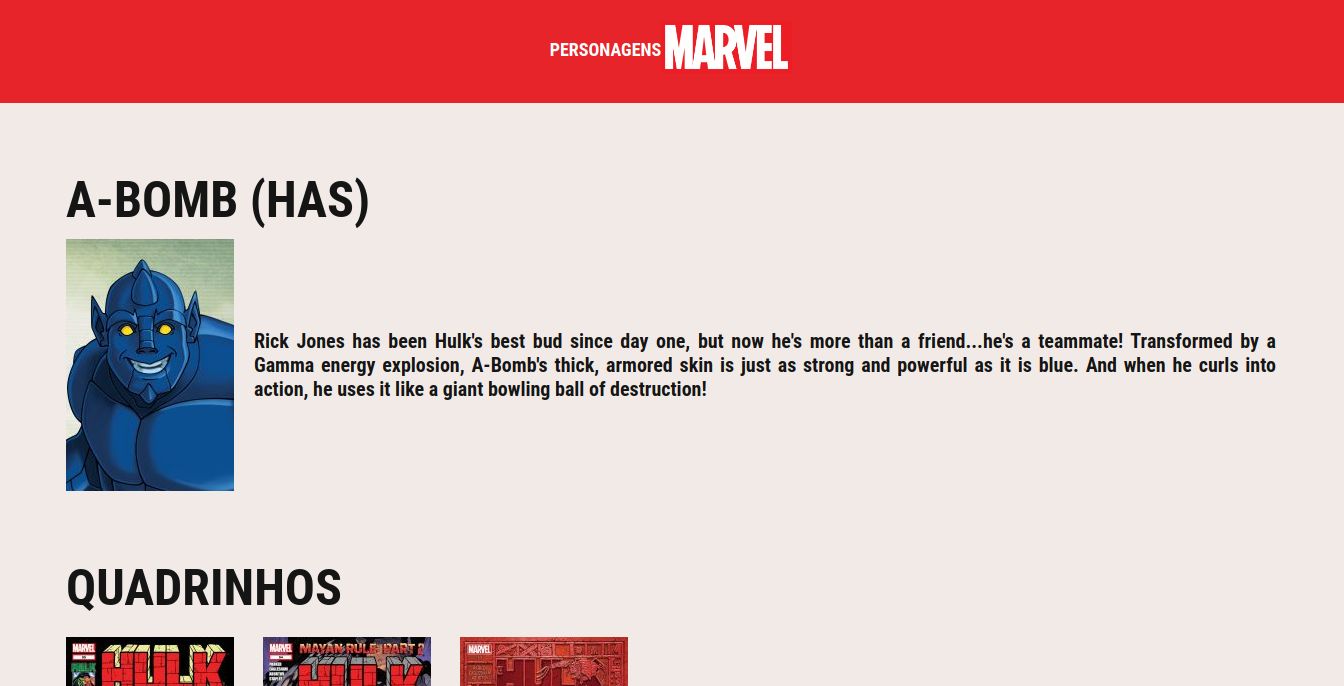 PERSONAGENS MARVEL
A-BOMB (HAS)
Rick Jones has been Hulk's best bud since day one, but now he's more than a friend...he's a teammate! Transformed by a
Gamma energy explosion, A-Bomb's thick, armored skin is just as strong and powerful as it is blue. And when he curls into
action, he uses it like a giant bowling ball of destruction!
QUADRINHOS
MARVEL
HULK
MARVEL
MAYAN RULE: PART 2
HULK
MARVEL